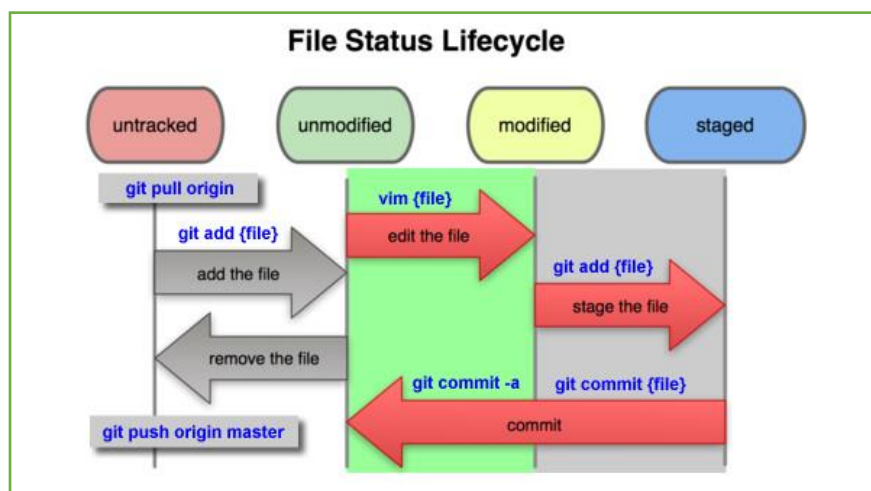 File Status Lifecycle
untracked
unmodified
modified
staged
git pull origin
vim {file}
git add {file}
edit the file
add the file
git add {file}
stage the file
remove the file
git commit -a
git commit {file}
git push origin master
commit